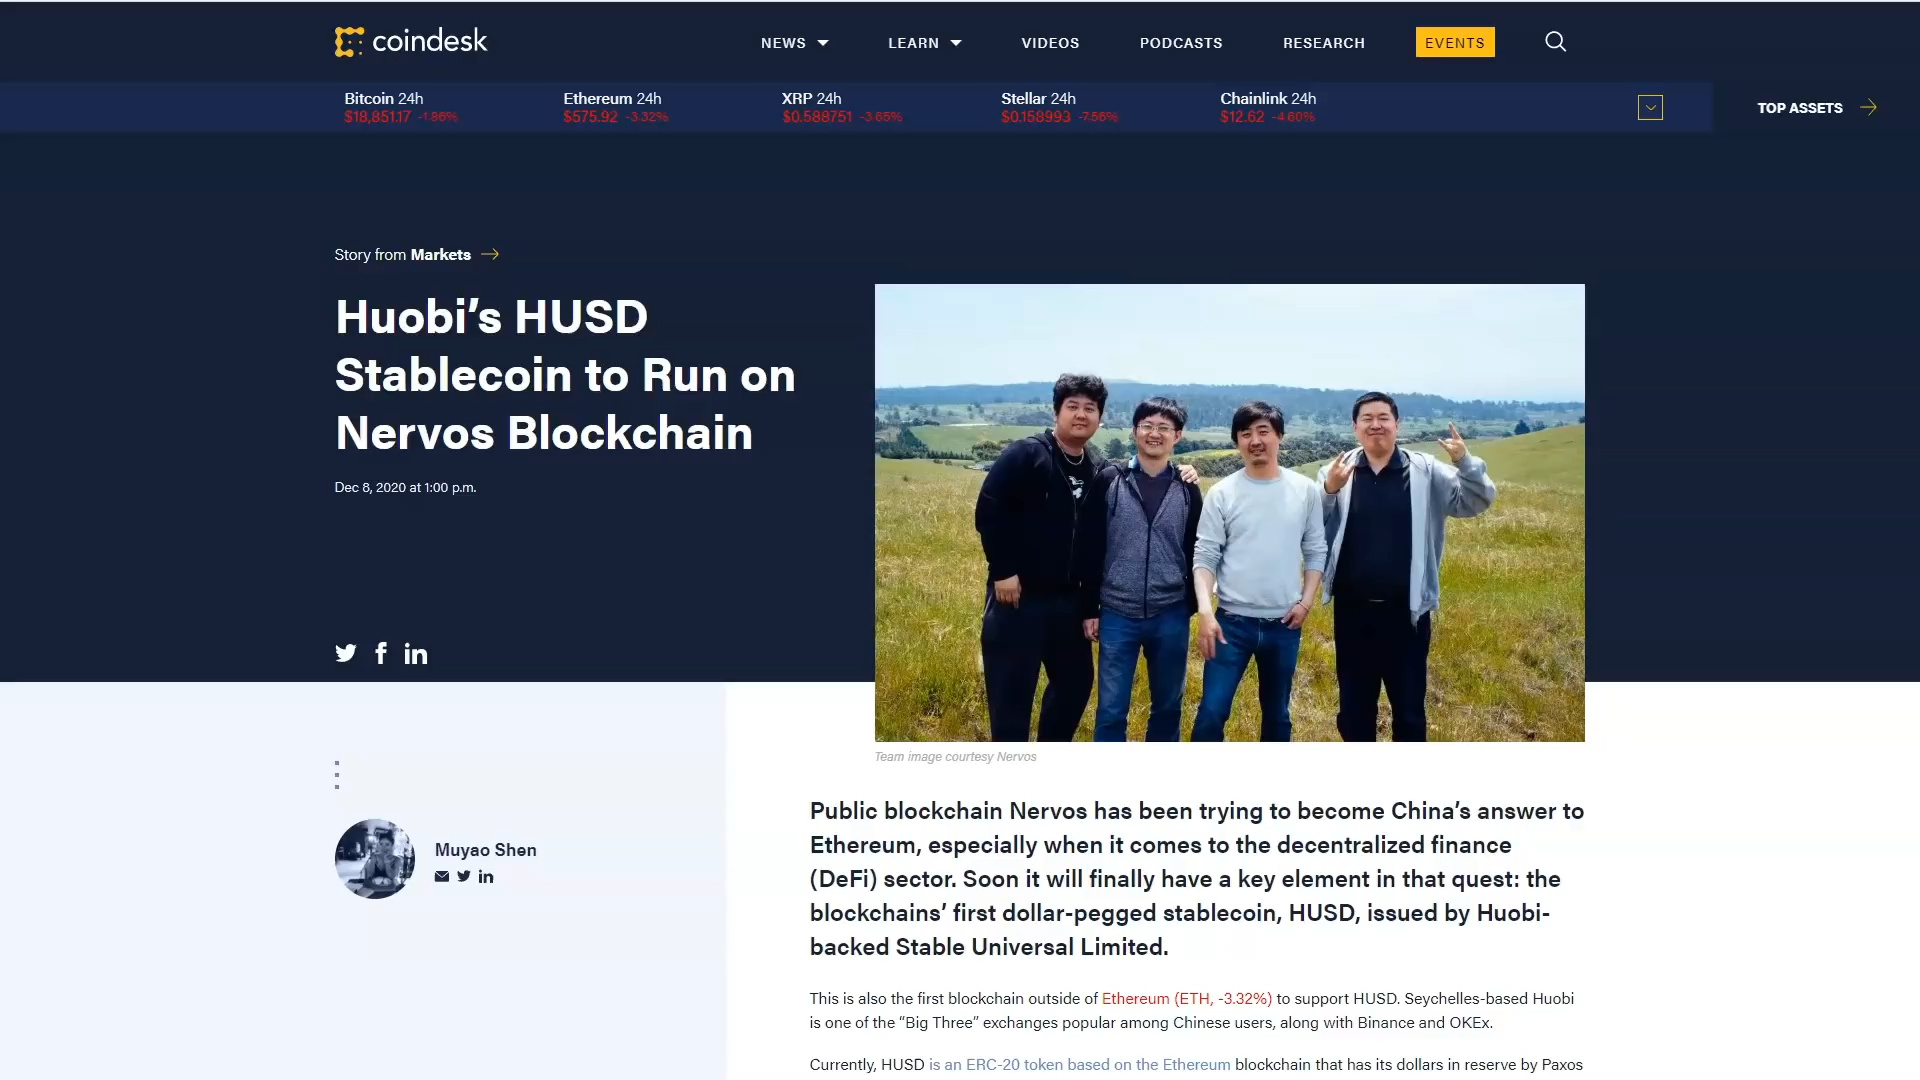 coindesk
NEWS
LEARN
VIDEOS
PODCASTS
RESEARCH
EVENTS
Bitcoin 24h
$18,851.17 -1.96%
Ethereum 24h
$575.92 -3.32%
XRP 24h
$0.588751 -3.65%
Stellar 24h
$0.158993 -7.56%
Chainlink 24h
$12.62 -4.60%
TOP ASSETS
Story from Markets
Huobi’s HUSD
Stablecoin to Run on
Nervos Blockchain
Dec 8, 2020 at 1:00 p.m.
Team image courtesy Nervos
Muyao Shen
Public blockchain Nervos has been trying to become China’s answer to
Ethereum, especially when it comes to the decentralized finance
(DeFi) sector. Soon it will finally have a key element in that quest: the
blockchains’ first dollar-pegged stablecoin, HUSD, issued by Huobi-
backed Stable Universal Limited.
This is also the first blockchain outside of Ethereum (ETH, -3.32%) to support HUSD. Seychelles-based Huobi
is one of the “Big Three” exchanges popular among Chinese users, along with Binance and OKEx.
Currently, HUSD is an ERC-20 token based on the Ethereum blockchain that has its dollars in reserve by Paxos